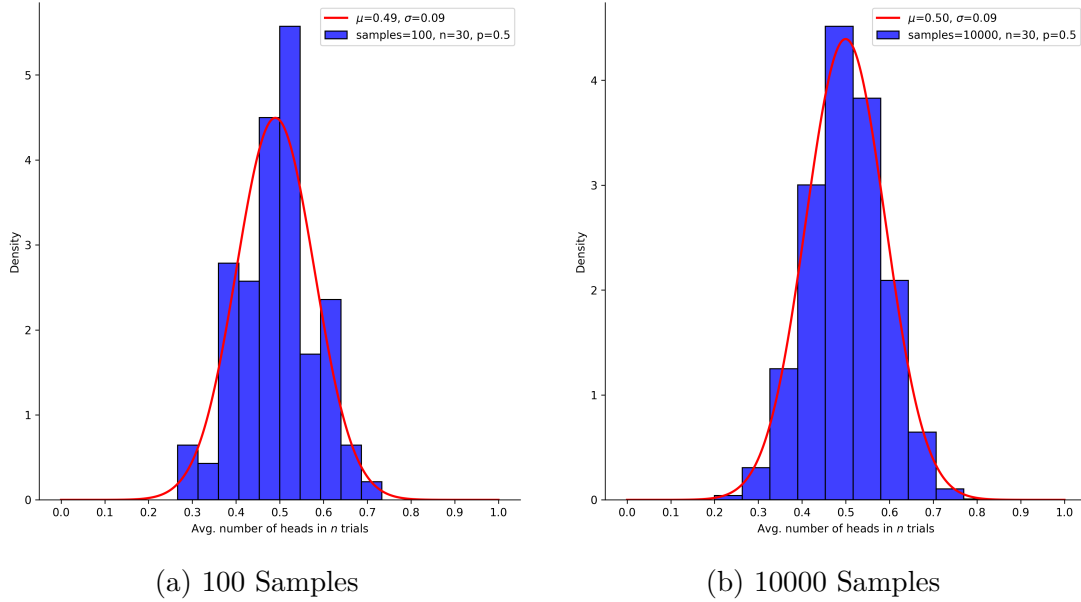 μ=0.49, σ=0.09
samples=100, n=30, p=0.5
Density
5
4
3
2
1
0
0.0 0.1 0.2 0.3 0.4 0.5 0.6 0.7 0.8 0.9 1.0
Avg. number of heads in n trials
(a) 100 Samples
μ=0.50, σ=0.09
samples=10000, n=30, p=0.5
Density
4
3
2
1
0
0.0 0.1 0.2 0.3 0.4 0.5 0.6 0.7 0.8 0.9 1.0
Avg. number of heads in n trials
(b) 10000 Samples